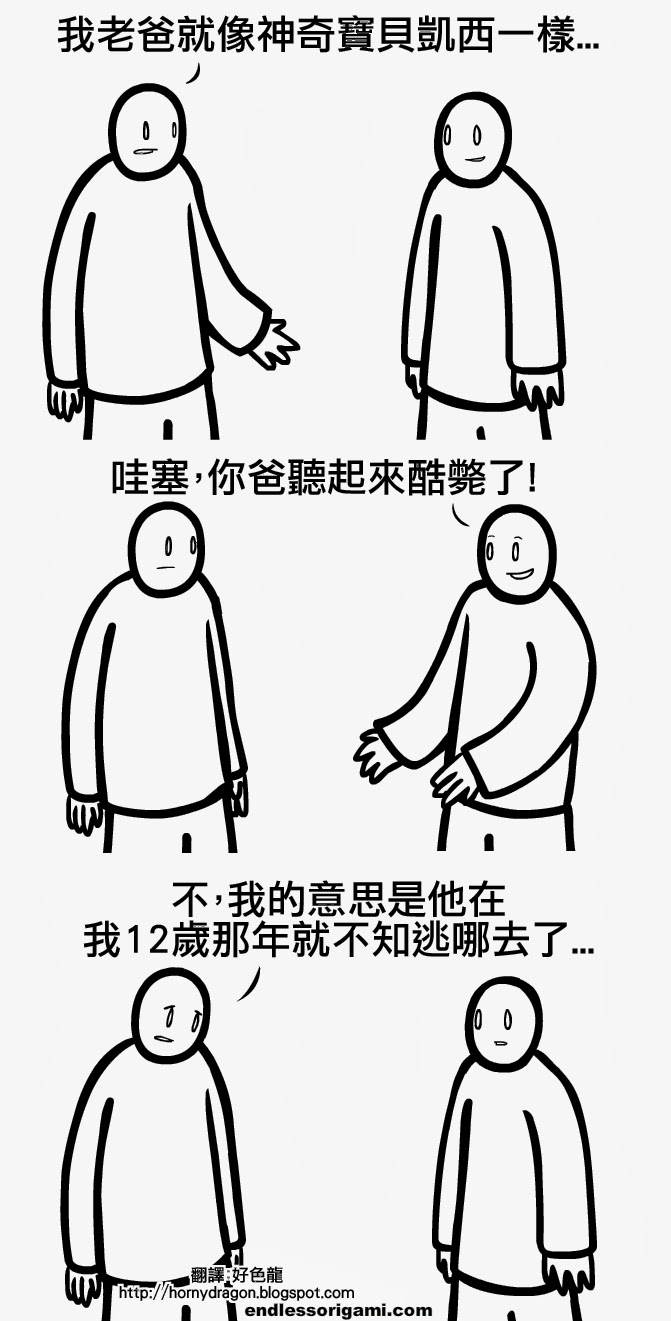 我老爸就像神奇寶貝凱西一樣...
哇塞,你爸聽起來酷斃了!
不,我的意思是他在
我12歲那年就不知逃哪去了...
翻譯:好色龍
http://hornydragon.blogspot.com
endlessorigami.com